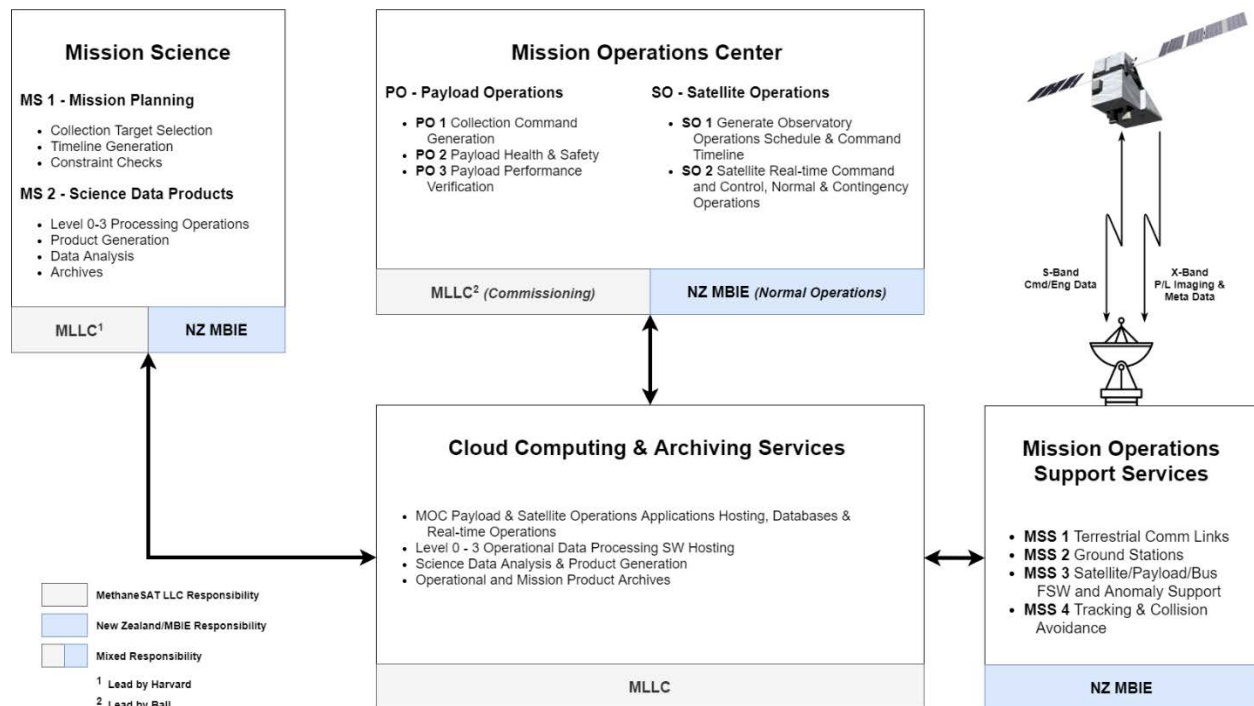 Mission Science
MS 1 - Mission Planning
• Collection Target Selection
• Timeline Generation
• Constraint Checks
MS 2 - Science Data Products
• Level 0-3 Processing Operations
• Product Generation
• Data Analysis
• Archives
MLLC¹
NZ MBIE
Mission Operations Center
PO - Payload Operations
• PO 1 Collection Command
Generation
• PO 2 Payload Health & Safety
• PO 3 Payload Performance
Verification
SO - Satellite Operations
• SO 1 Generate Observatory
Operations Schedule & Command
Timeline
• SO 2 Satellite Real-time Command
and Control, Normal & Contingency
Operations
MLLC² (Commissioning)
NZ MBIE (Normal Operations)
S-Band
Cmd/Eng Data
X-Band
P/L Imaging &
Meta Data
Cloud Computing & Archiving Services
• MOC Payload & Satellite Operations Applications Hosting, Databases &
Real-time Operations
• Level 0 - 3 Operational Data Processing SW Hosting
• Science Data Analysis & Product Generation
• Operational and Mission Product Archives
MLLC
Mission Operations
Support Services
• MSS 1 Terrestrial Comm Links
• MSS 2 Ground Stations
• MSS 3 Satellite/Payload/Bus
FSW and Anomaly Support
• MSS 4 Tracking & Collision
Avoidance
NZ MBIE
MethaneSAT LLC Responsibility
New Zealand/MBIE Responsibility
Mixed Responsibility
¹ Lead by Harvard
² Lead by Ball